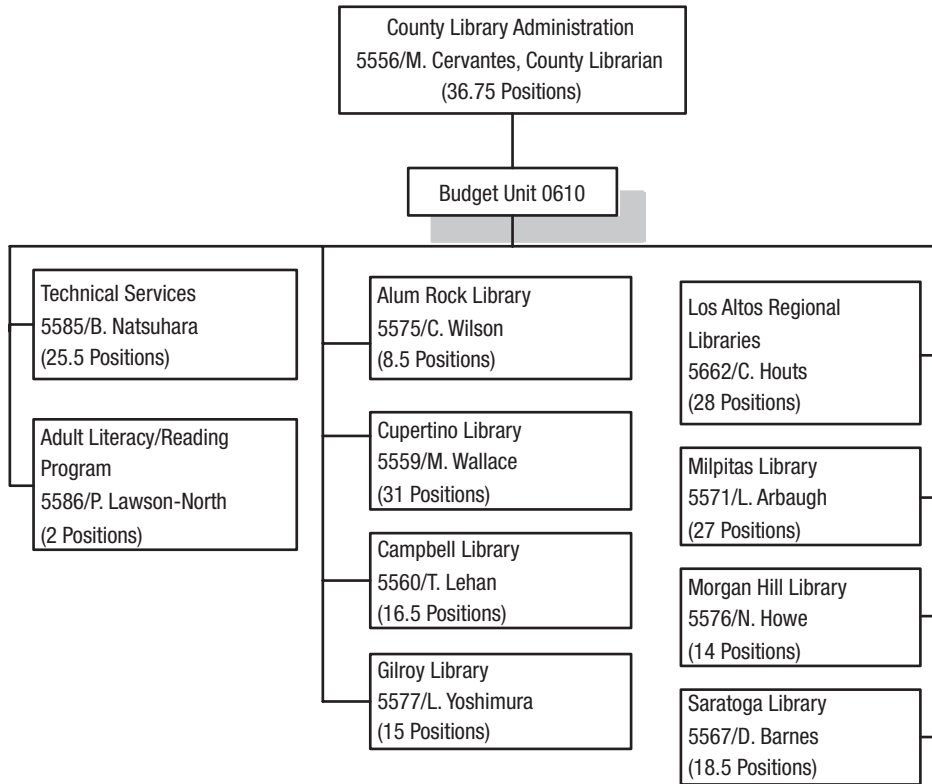 County Library Administration
5556/M. Cervantes, County Librarian
(36.75 Positions)
Budget Unit 0610
Technical Services
5585/B. Natsuhara
(25.5 Positions)
Adult Literacy/Reading
Program
5586/P. Lawson-North
(2 Positions)
Alum Rock Library
5575/C. Wilson
(8.5 Positions)
Cupertino Library
5559/M. Wallace
(31 Positions)
Campbell Library
5560/T. Lehan
(16.5 Positions)
Gilroy Library
5577/L. Yoshimura
(15 Positions)
Los Altos Regional
Libraries
5662/C. Houts
(28 Positions)
Milpitas Library
5571/L. Arbaugh
(27 Positions)
Morgan Hill Library
5576/N. Howe
(14 Positions)
Saratoga Library
5567/D. Barnes
(18.5 Positions)